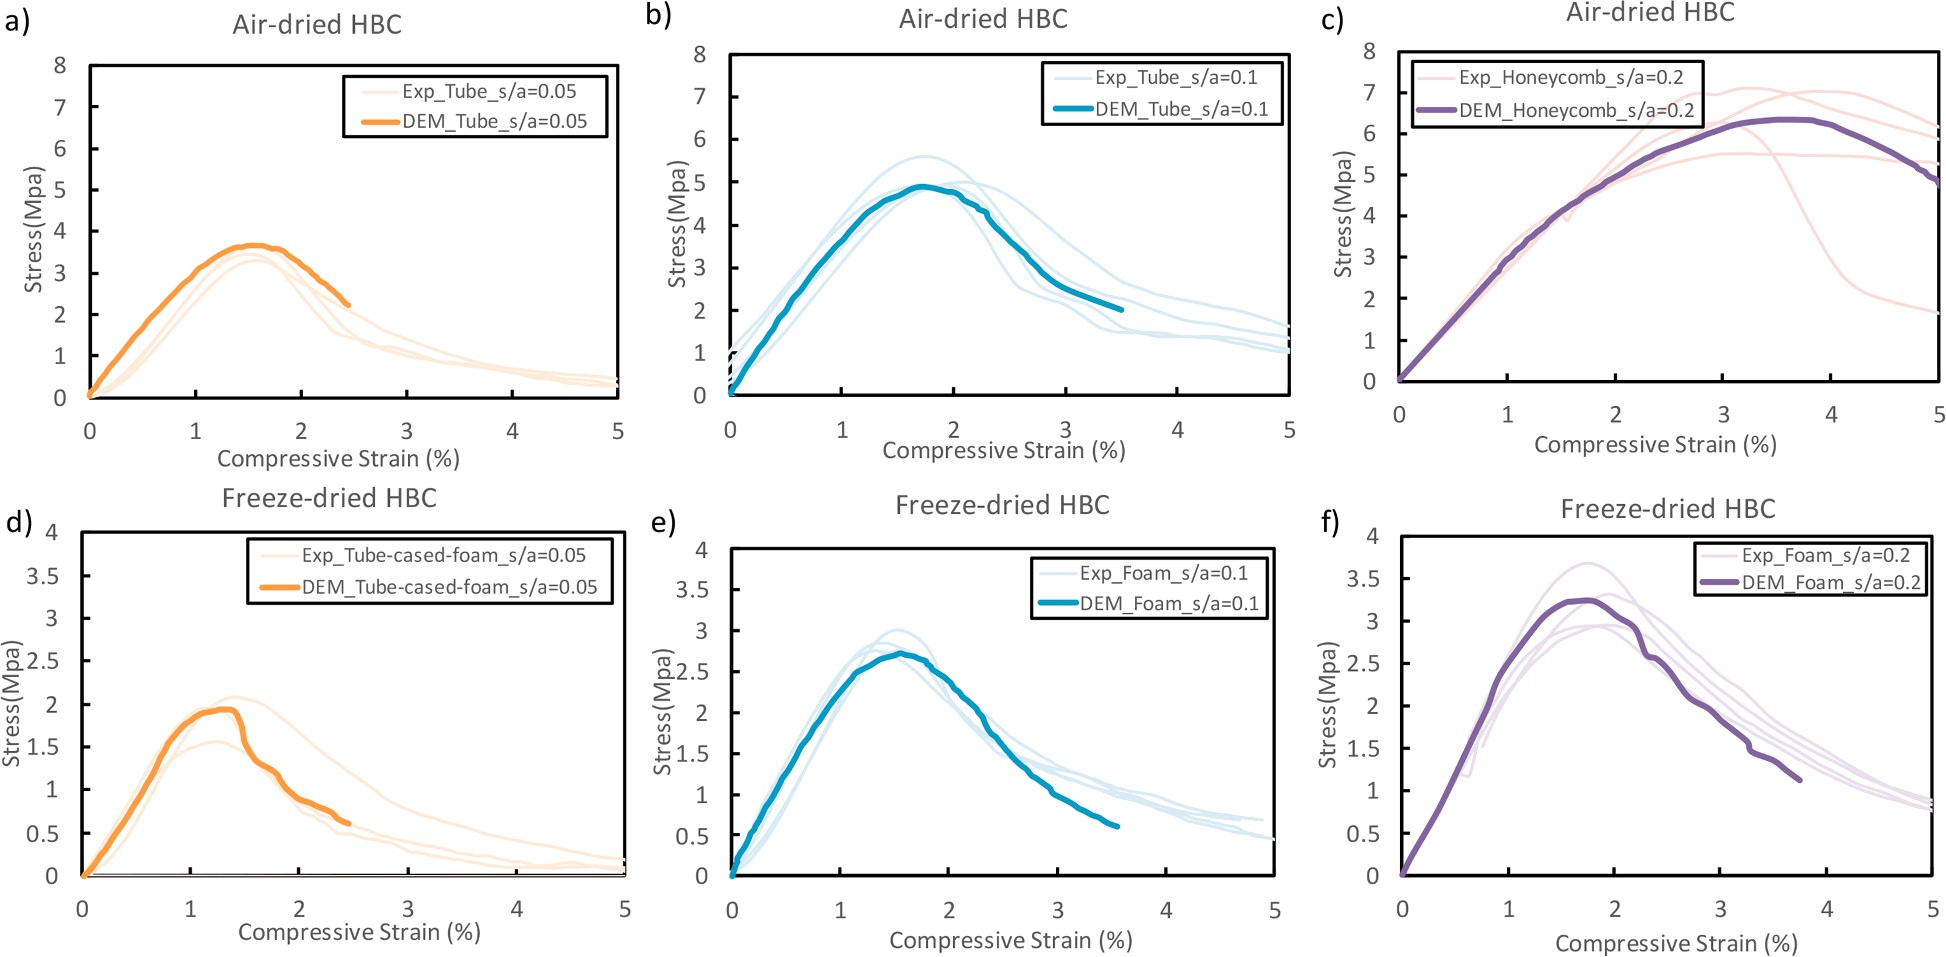 a)
Air-dried HBC
8
7
6
5
4
3
2
1
0
Stress(Mpa)
Exp_Tube_s/a=0.05
DEM_Tube_s/a=0.05
0 1 2 3 4 5
Compressive Strain (%)
b)
Air-dried HBC
8
7
6
5
4
3
2
1
0
Stress(Mpa)
Exp_Tube_s/a=0.1
DEM_Tube_s/a=0.1
0 1 2 3 4 5
Compressive Strain (%)
c)
Air-dried HBC
8
7
6
5
4
3
2
1
0
Stress(Mpa)
Exp_Honeycomb_s/a=0.2
DEM_Honeycomb_s/a=0.2
0 1 2 3 4 5
Compressive Strain (%)
d)
Freeze-dried HBC
4
3.5
3
2.5
2
1.5
1
0.5
0
Stress(Mpa)
Exp_Tube-cased-foam_s/a=0.05
DEM_Tube-cased-foam_s/a=0.05
0 1 2 3 4 5
Compressive Strain (%)
e)
Freeze-dried HBC
4
3.5
3
2.5
2
1.5
1
0.5
0
Stress(Mpa)
Exp_Foam_s/a=0.1
DEM_Foam_s/a=0.1
0 1 2 3 4 5
Compressive Strain (%)
f)
Freeze-dried HBC
4
3.5
3
2.5
2
1.5
1
0.5
0
Stress(Mpa)
Exp_Foam_s/a=0.2
DEM_Foam_s/a=0.2
0 1 2 3 4 5
Compressive Strain (%)